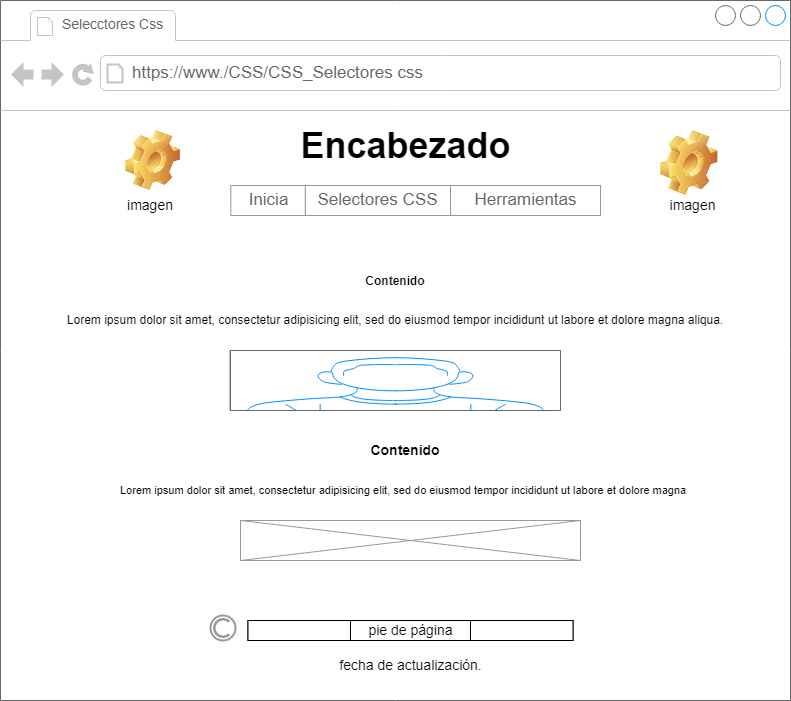 Selecctores Css
https://www./CSS/CSS_Selectores css
Encabezado
imagen
imagen
Inicia Selectores CSS Herramientas
Contenido
Lorem ipsum dolor sit amet, consectetur adipisicing elit, sed do eiusmod tempor incididunt ut labore et dolore magna aliqua.
Contenido
Lorem ipsum dolor sit amet, consectetur adipisicing elit, sed do eiusmod tempor incididunt ut labore et dolore magna
© pie de página
fecha de actualización.